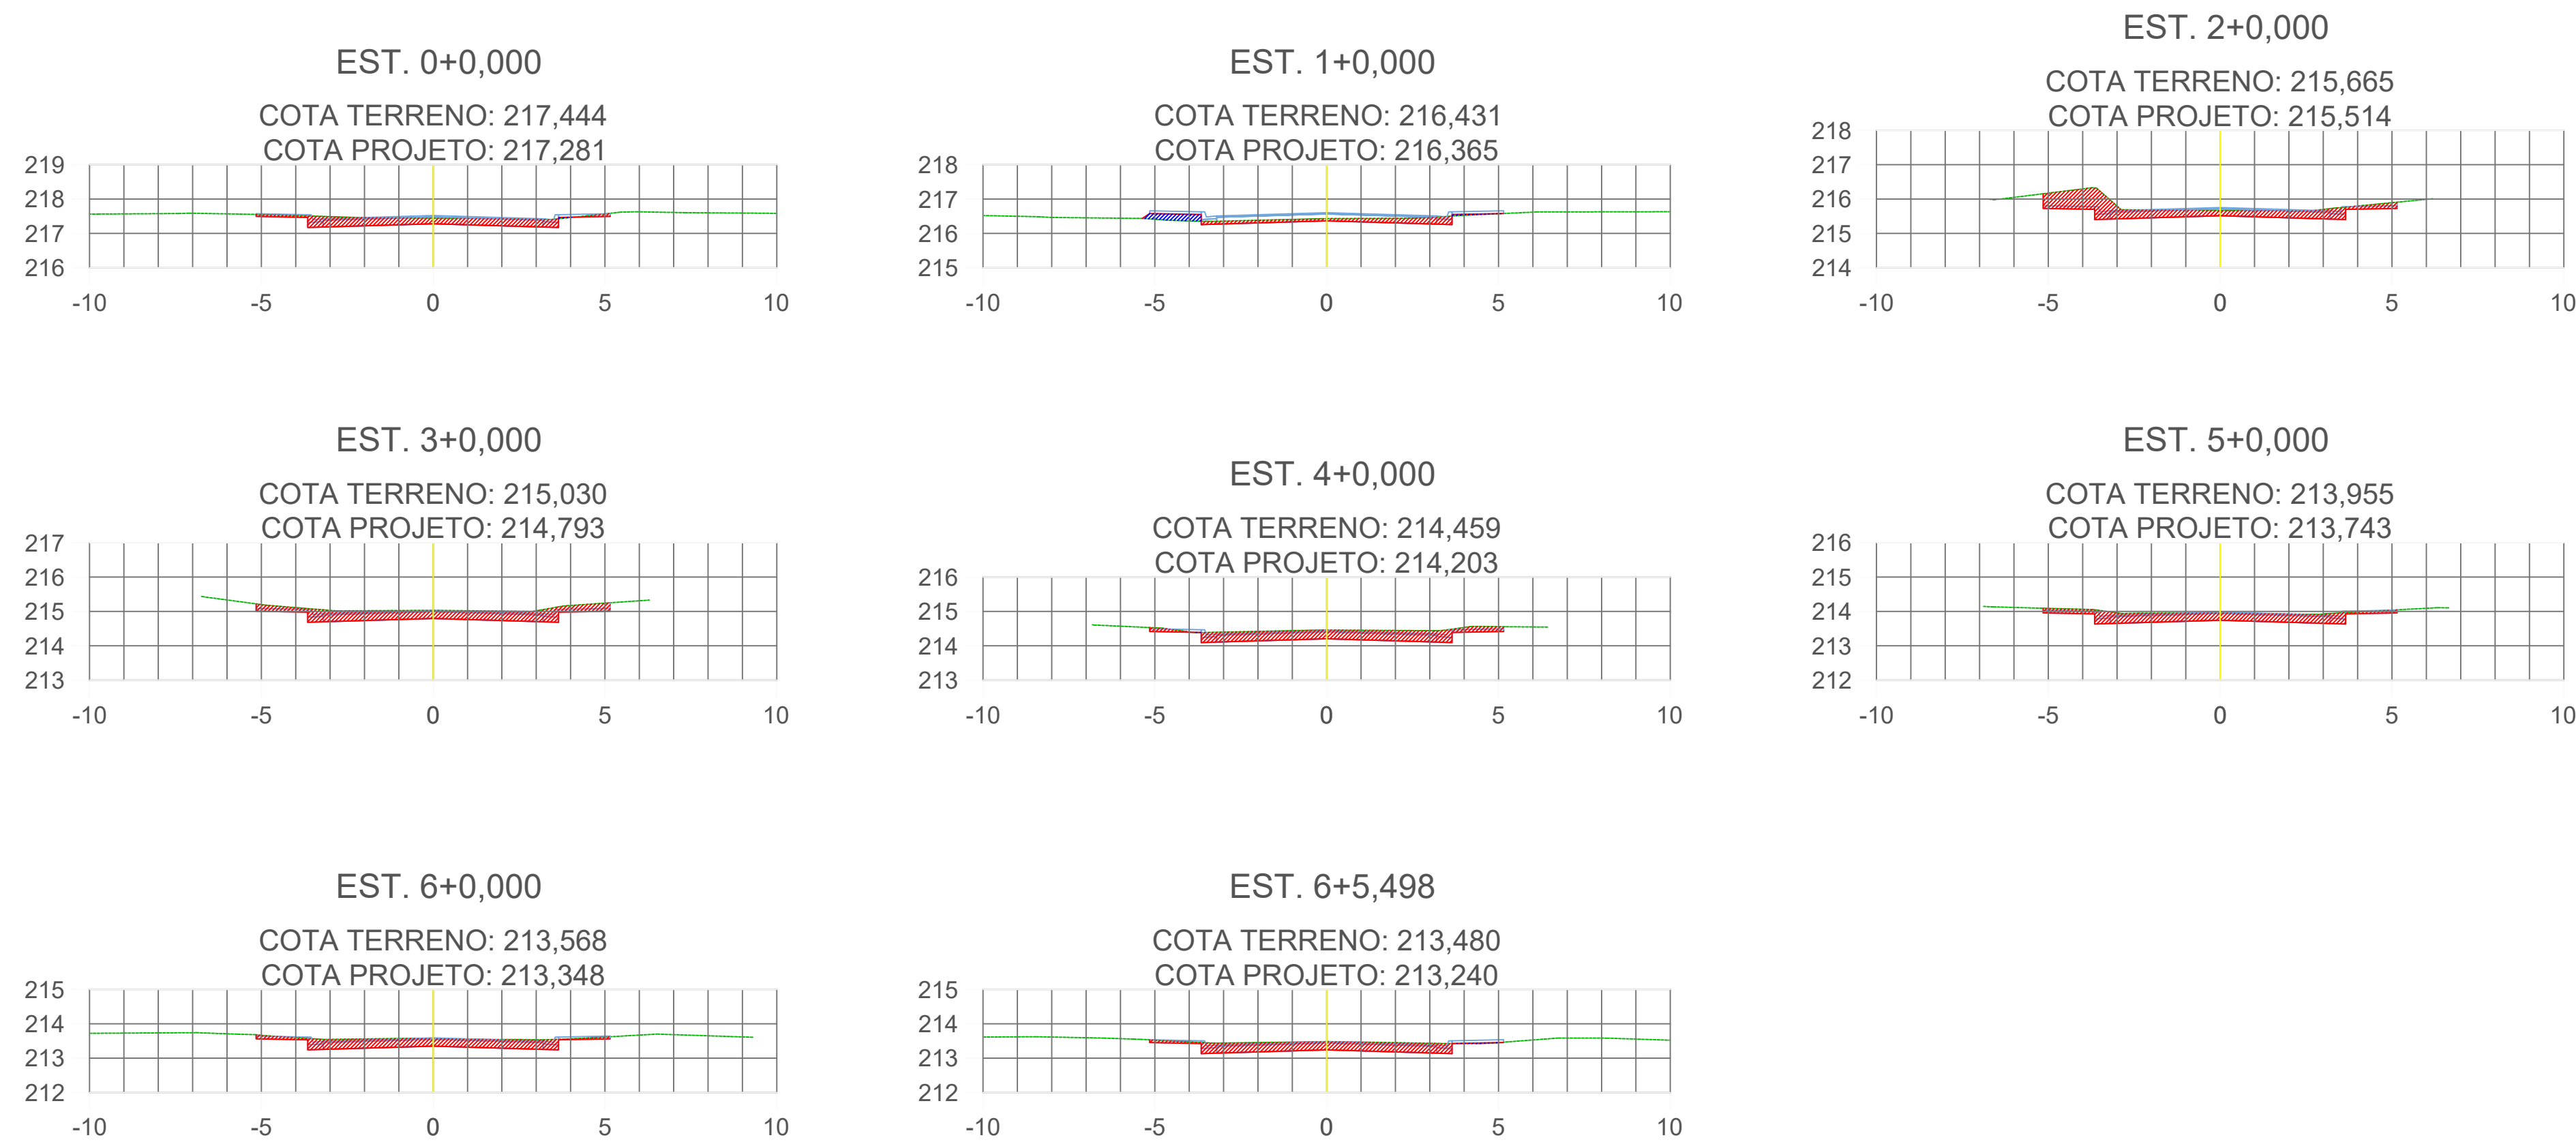 EST. 0+0,000
COTA TERRENO: 217,444
COTA PROJETO: 217,281
219
218
217
216
-10 -5 0 5 10
EST. 1+0,000
COTA TERRENO: 216,431
COTA PROJETO: 216,365
218
217
216
215
-10 -5 0 5 10
EST. 2+0,000
COTA TERRENO: 215,665
COTA PROJETO: 215,514
218
217
216
215
214
-10 -5 0 5 10
EST. 3+0,000
COTA TERRENO: 215,030
COTA PROJETO: 214,793
217
216
215
214
213
-10 -5 0 5 10
EST. 4+0,000
COTA TERRENO: 214,459
COTA PROJETO: 214,203
216
215
214
213
-10 -5 0 5 10
EST. 5+0,000
COTA TERRENO: 213,955
COTA PROJETO: 213,743
216
215
214
213
212
-10 -5 0 5 10
EST. 6+0,000
COTA TERRENO: 213,568
COTA PROJETO: 213,348
215
214
213
212
-10 -5 0 5 10
EST. 6+5,498
COTA TERRENO: 213,480
COTA PROJETO: 213,240
215
214
213
212
-10 -5 0 5 10